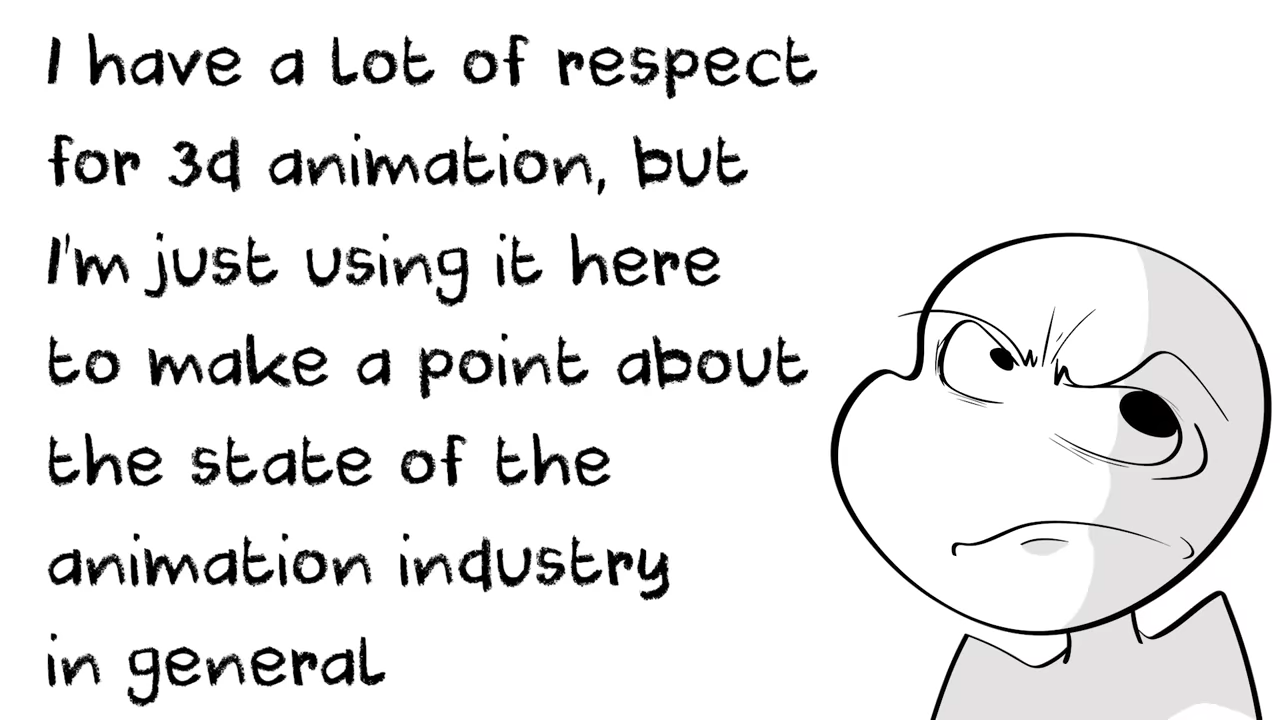 I have a lot of respect
for 3d animation, but
I'm just using it here
to make a point about
the state of the
animation industry
in general